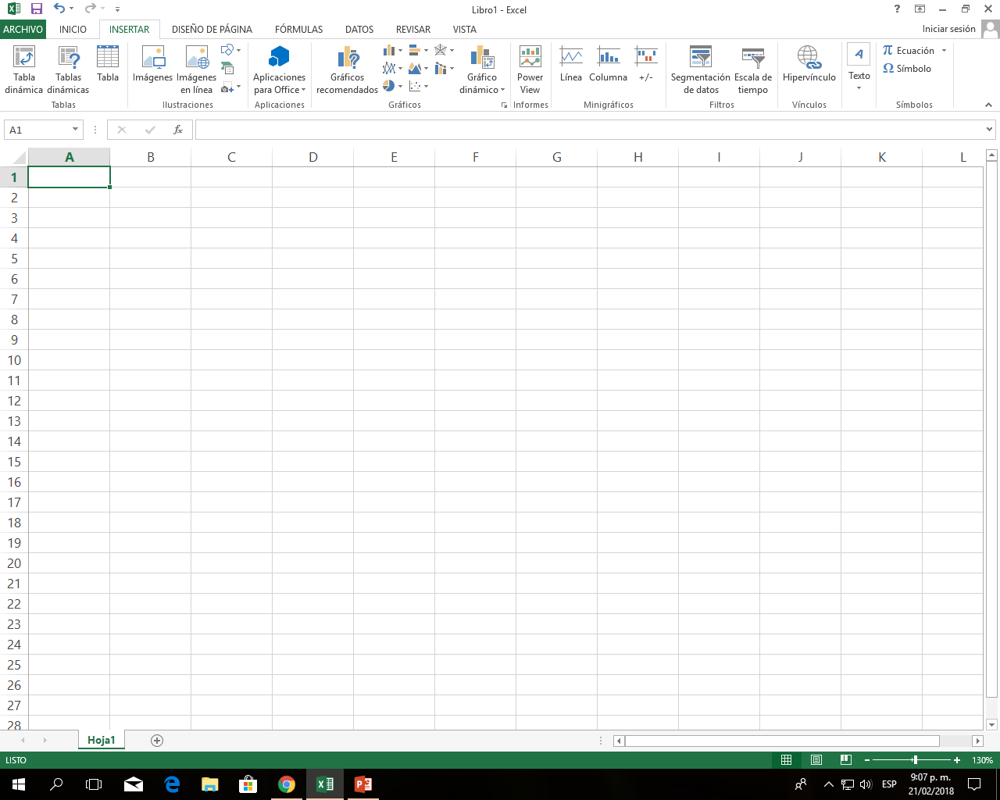 Libro1 - Excel
ARCHIVO INICIO INSERTAR DISEÑO DE PÁGINA FÓRMULAS DATOS REVISAR VISTA Iniciar sesión
Tabla dinámica
Tablas dinámicas
Tabla
Tablas
Imágenes
Imágenes en línea
Ilustraciones
Aplicaciones para Office
Aplicaciones
Gráficos recomendados
Gráfico dinámico
Gráficos
Power View
Informes
Línea
Columna
+/-
Minigráficos
Segmentación de datos
Escala de tiempo
Filtros
Hipervínculo
Vínculos
A
Texto
π Ecuación
Ω Símbolo
Símbolos
A1
fx
A B C D E F G H I J K L
1
2
3
4
5
6
7
8
9
10
11
12
13
14
15
16
17
18
19
20
21
22
23
24
25
26
27
28
Hoja1
LISTO
130%
ESP
9:07 p. m.
21/02/2018